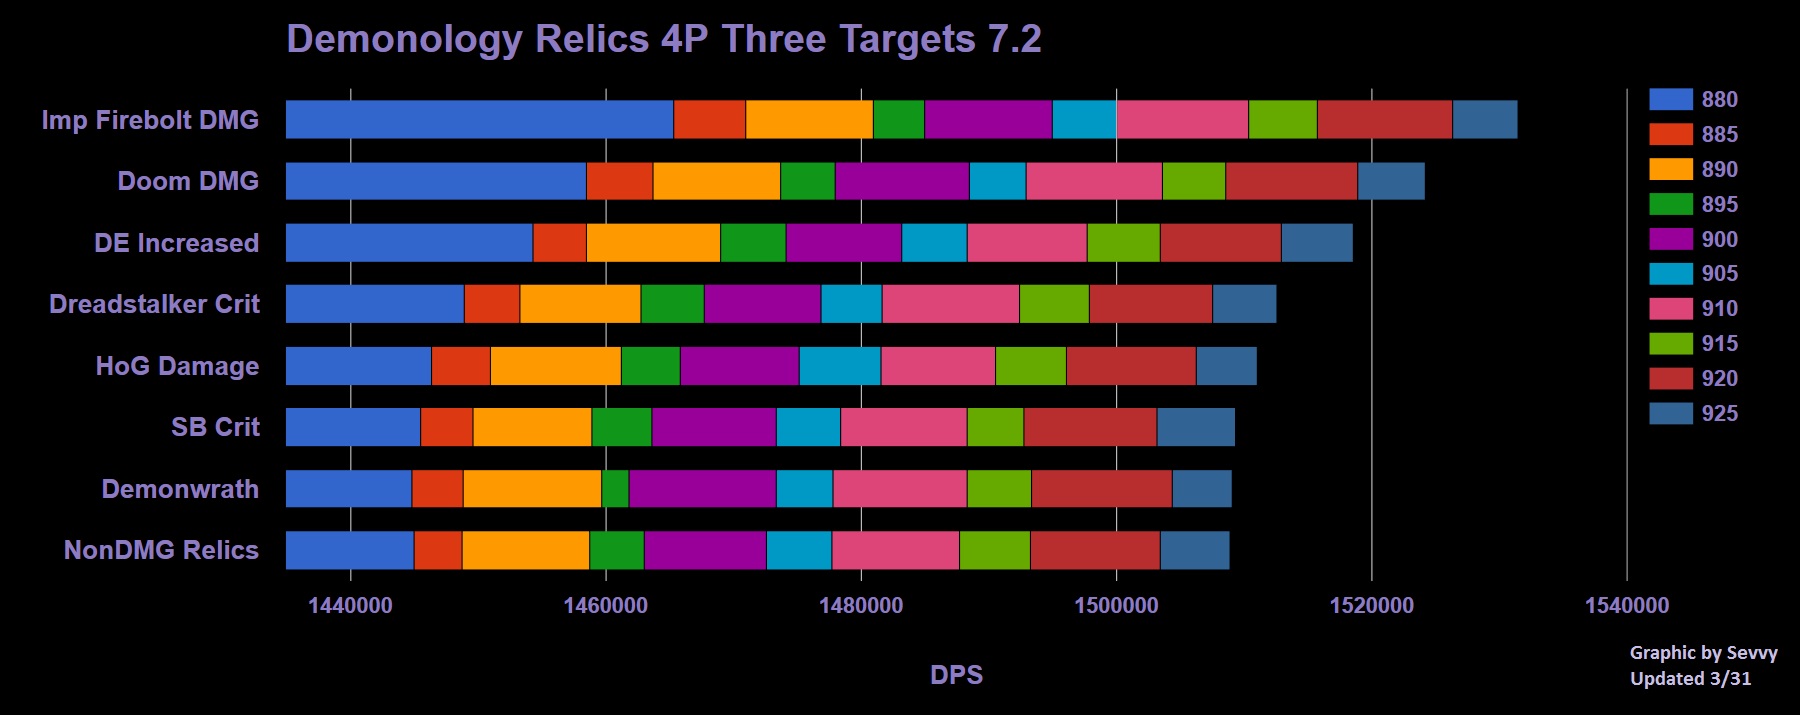 Demonology Relics 4P Three Targets 7.2
Imp Firebolt DMG
Doom DMG
DE Increased
Dreadstalker Crit
HoG Damage
SB Crit
Demonwrath
NonDMG Relics
880
885
890
895
900
905
910
915
920
925
1440000 1460000 1480000 1500000 1520000 1540000
DPS
Graphic by Sevvy
Updated 3/31